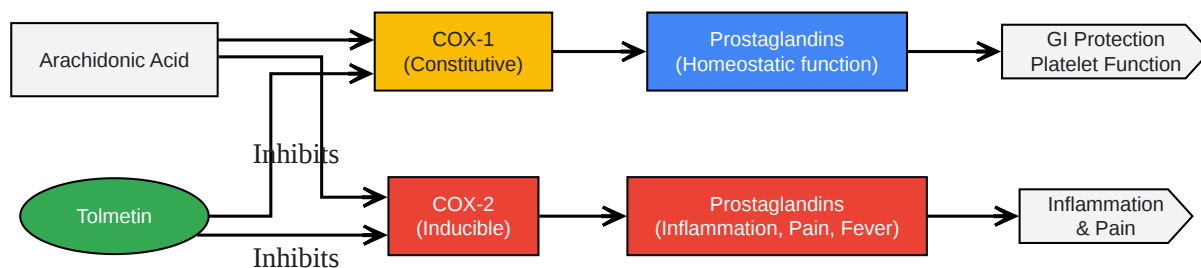 Arachidonic Acid
COX-1
(Constitutive)
Prostaglandins
(Homeostatic function)
GI Protection
Platelet Function
Inhibits
Tolmetin
COX-2
(Inducible)
Prostaglandins
(Inflammation, Pain, Fever)
Inflammation
& Pain
Inhibits